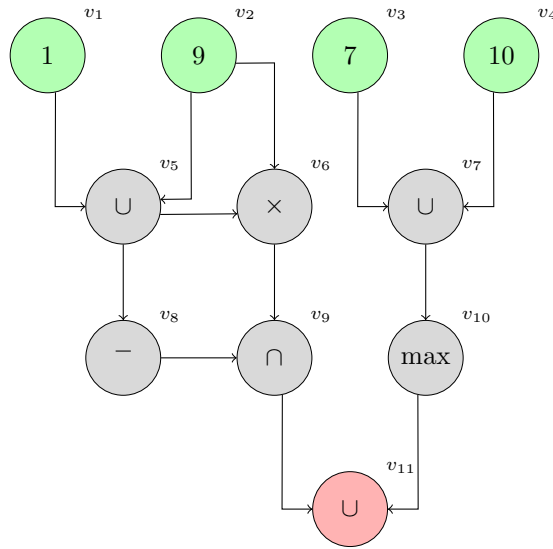 v₁ v₂ v₃ v₄
1 9 7 10
v₅ v₆ v₇
∪ × ∪
v₈ v₉ v₁₀
− ∩ max
v₁₁
∪